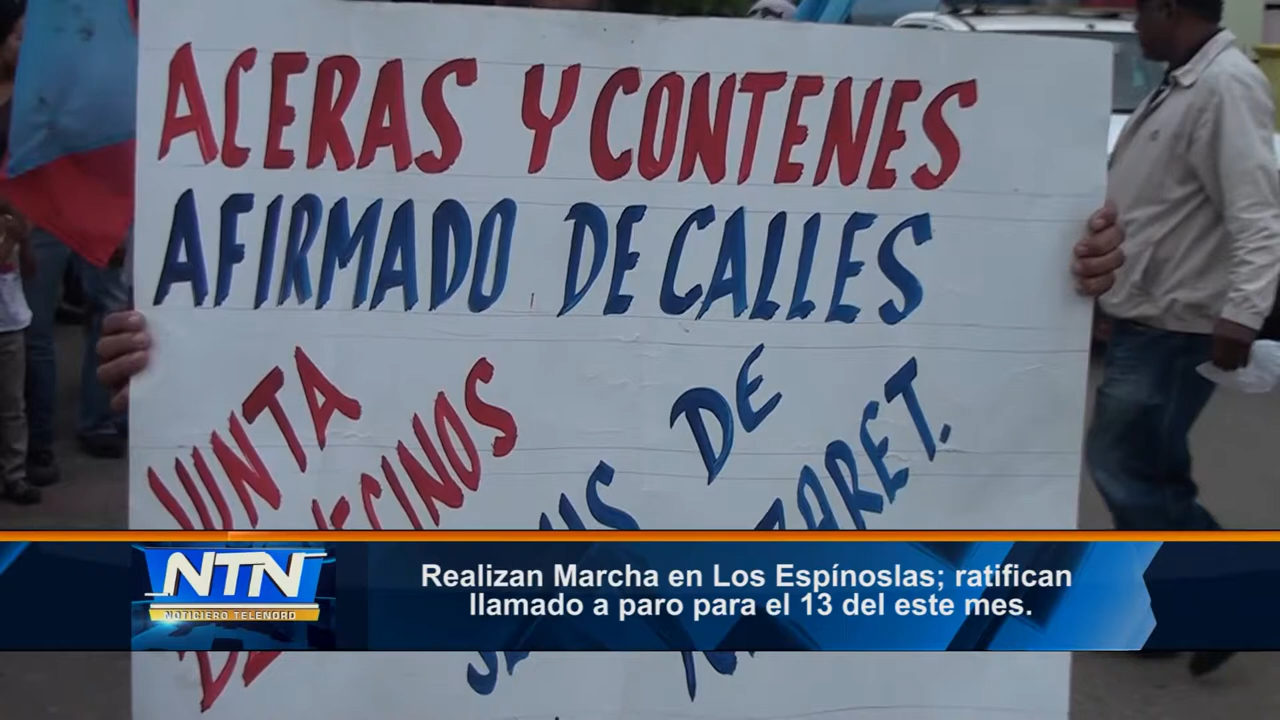 ACERAS Y CONTENES
AFIRMADO DE CALLES
JUNTA
DE
NTN
NOTICIERO TELENORD
Realizan Marcha en Los Espínoslas; ratifican
llamado a paro para el 13 del este mes.